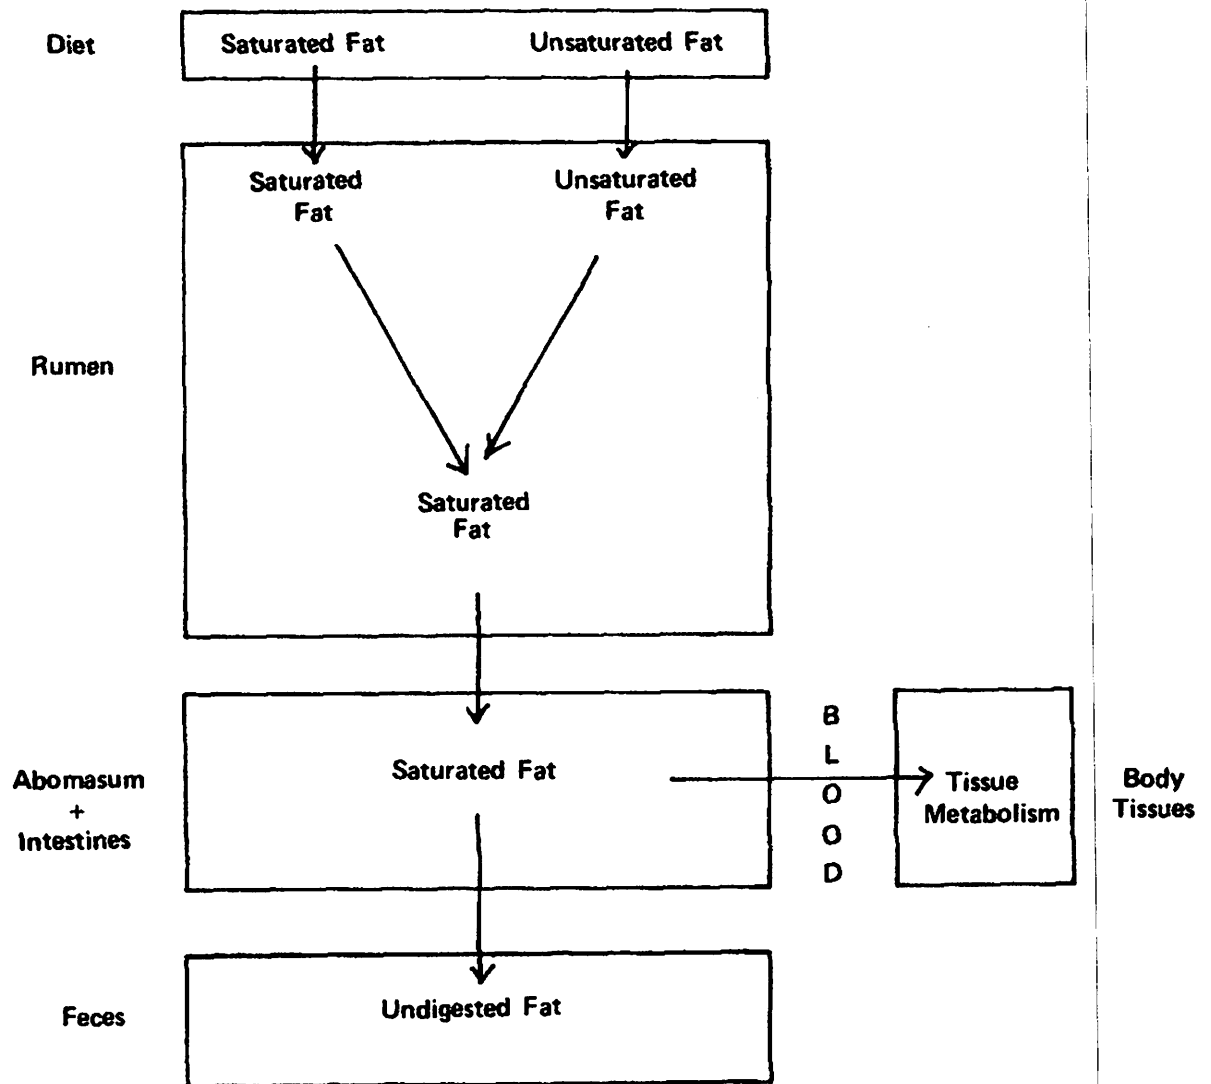 Diet
Saturated Fat
Unsaturated Fat
Saturated
Fat
Unsaturated
Fat
Rumen
Saturated
Fat
Abomasum
+
Intestines
Saturated Fat
B
L
O
O
D
Tissue
Metabolism
Body
Tissues
Feces
Undigested Fat